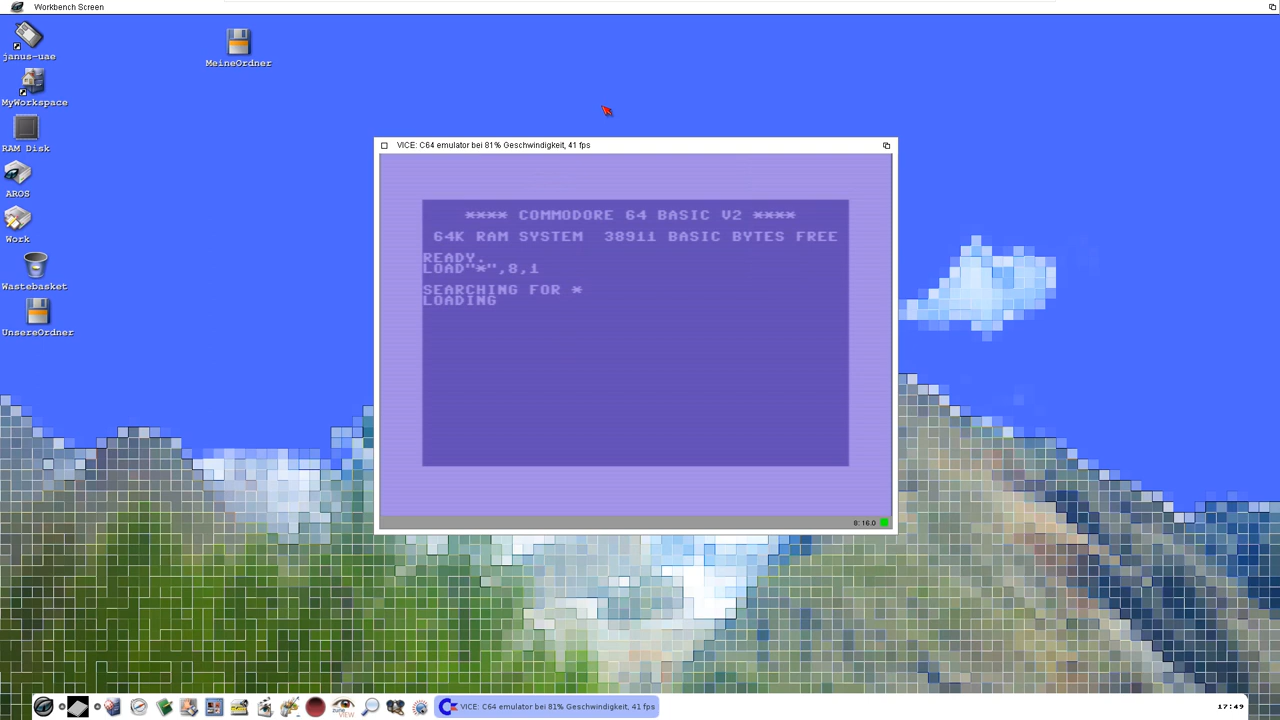 Workbench Screen
janus-uae
MeineOrdner
MyWorkspace
RAM Disk
AROS
Work
Wastebasket
UnsereOrdner
VICE: C64 emulator bei 81% Geschwindigkeit, 41 fps
**** COMMODORE 64 BASIC V2 ****
64K RAM SYSTEM 38911 BASIC BYTES FREE
READY.
LOAD"*",8,1
SEARCHING FOR *
LOADING
8: 16.0
VIEW
VICE: C64 emulator bei 81% Geschwindigkeit, 41 fps
17:49